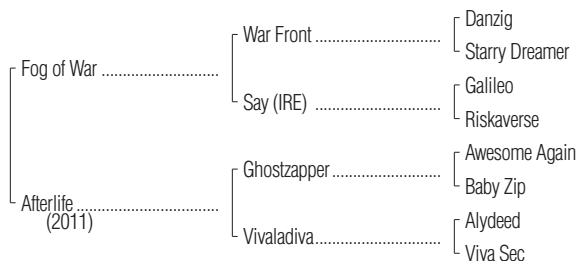 Danzig
War Front ..............................
Starry Dreamer
Fog of War ............................
Galileo
Say (IRE) ..............................
Riskaverse
Awesome Again
Ghostzapper ..........................
Baby Zip
Afterlife ..................................
(2011)
Alydeed
Vivaladiva ..............................
Viva Sec